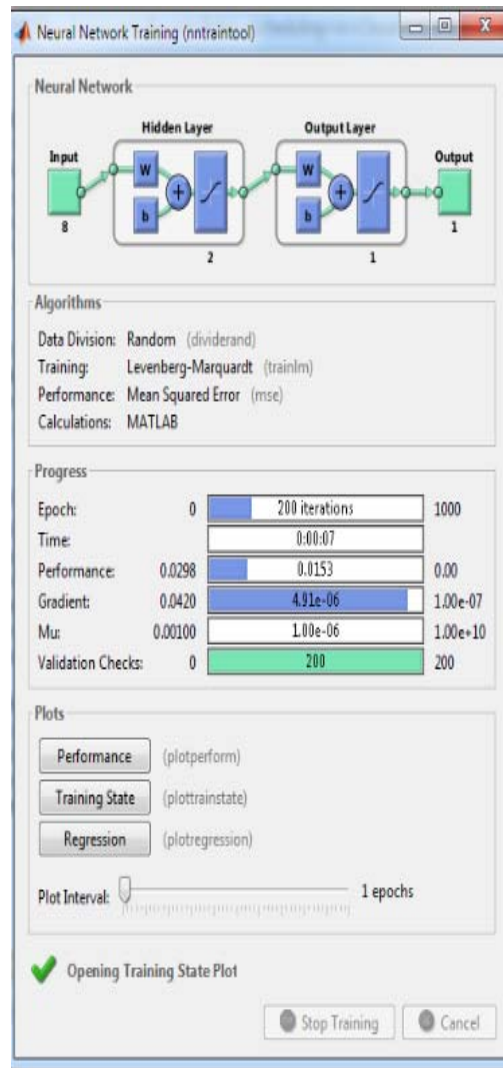 Neural Network Training (nntraintool)
Neural Network
Hidden Layer Output Layer
Input Output
W W
+ +
b b
8 2 1 1
Algorithms
Data Division: Random (dividerand)
Training: Levenberg-Marquardt (trainlm)
Performance: Mean Squared Error (mse)
Calculations: MATLAB
Progress
Epoch: 0 200 iterations 1000
Time: 0:00:07
Performance: 0.0298 0.0153 0.00
Gradient: 0.0420 4.91e-06 1.00e-07
Mu: 0.00100 1.00e-06 1.00e+10
Validation Checks: 0 200 200
Plots
Performance (plotperform)
Training State (plottrainstate)
Regression (plotregression)
Plot Interval: 1 epochs
Opening Training State Plot
Stop Training Cancel